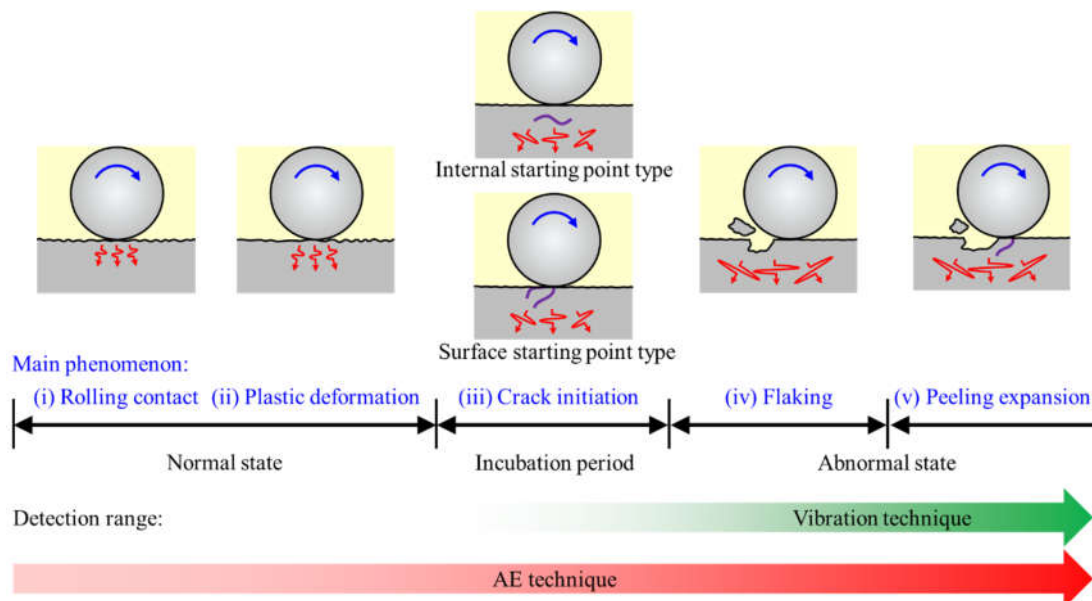 Internal starting point type
Surface starting point type
Main phenomenon:
(i) Rolling contact (ii) Plastic deformation (iii) Crack initiation (iv) Flaking (v) Peeling expansion
Normal state Incubation period Abnormal state
Detection range: Vibration technique
AE technique